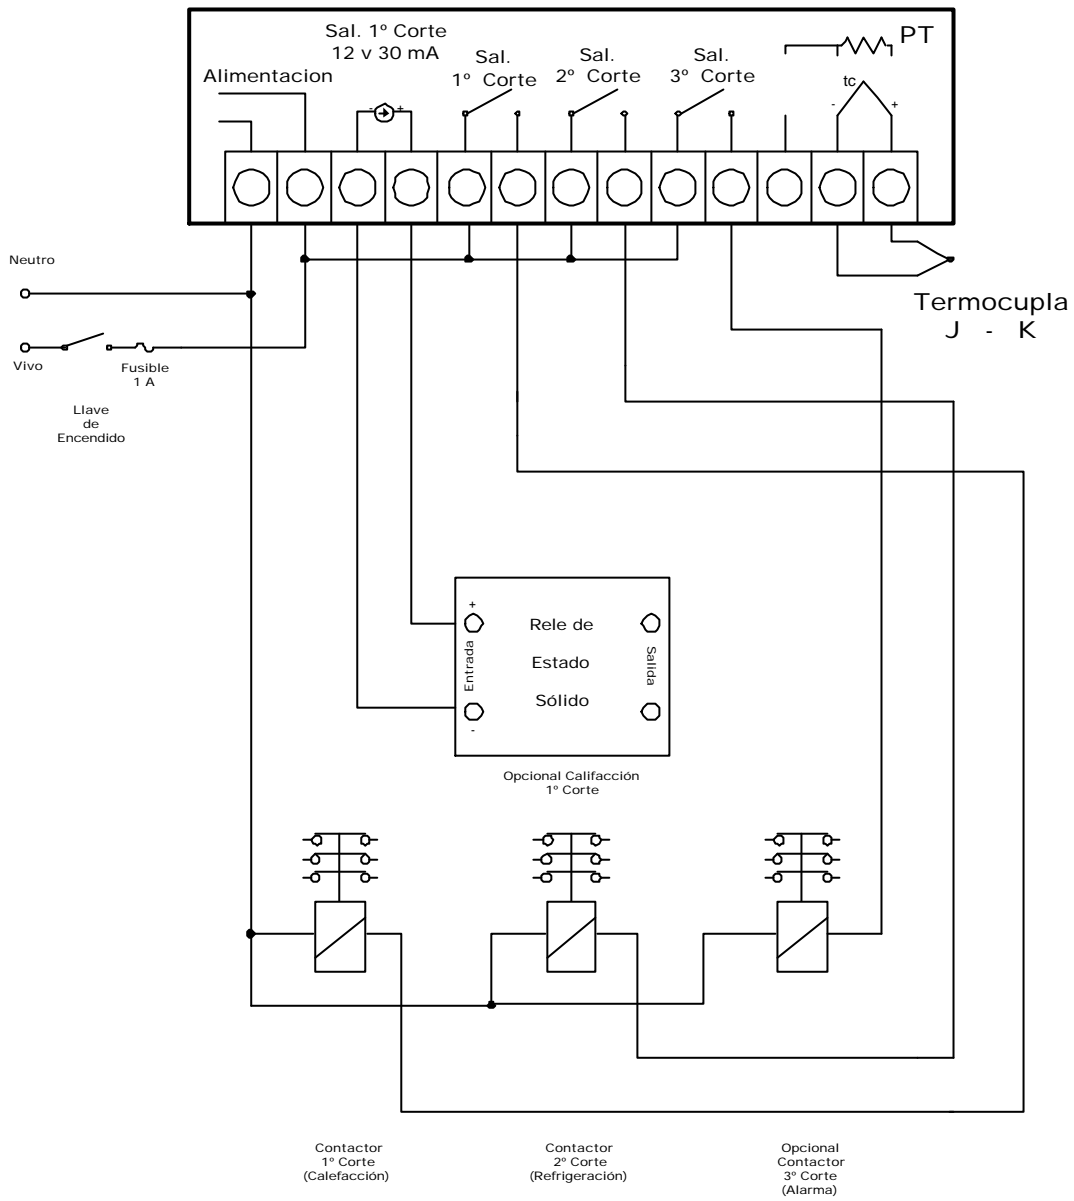 Sal. 1º Corte
12 v 30 mA
PT
Alimentacion
Sal.
1º Corte
Sal.
2º Corte
Sal.
3º Corte
tc
- +
- +
Neutro
Vivo
Fusible
1 A
Llave
de
Encendido
Termocupla
J - K
+
Entrada
-
Rele de
Estado
Sólido
Salida
Opcional Califacción
1º Corte
Contactor
1º Corte
(Calefacción)
Contactor
2º Corte
(Refrigeración)
Opcional
Contactor
3º Corte
(Alarma)